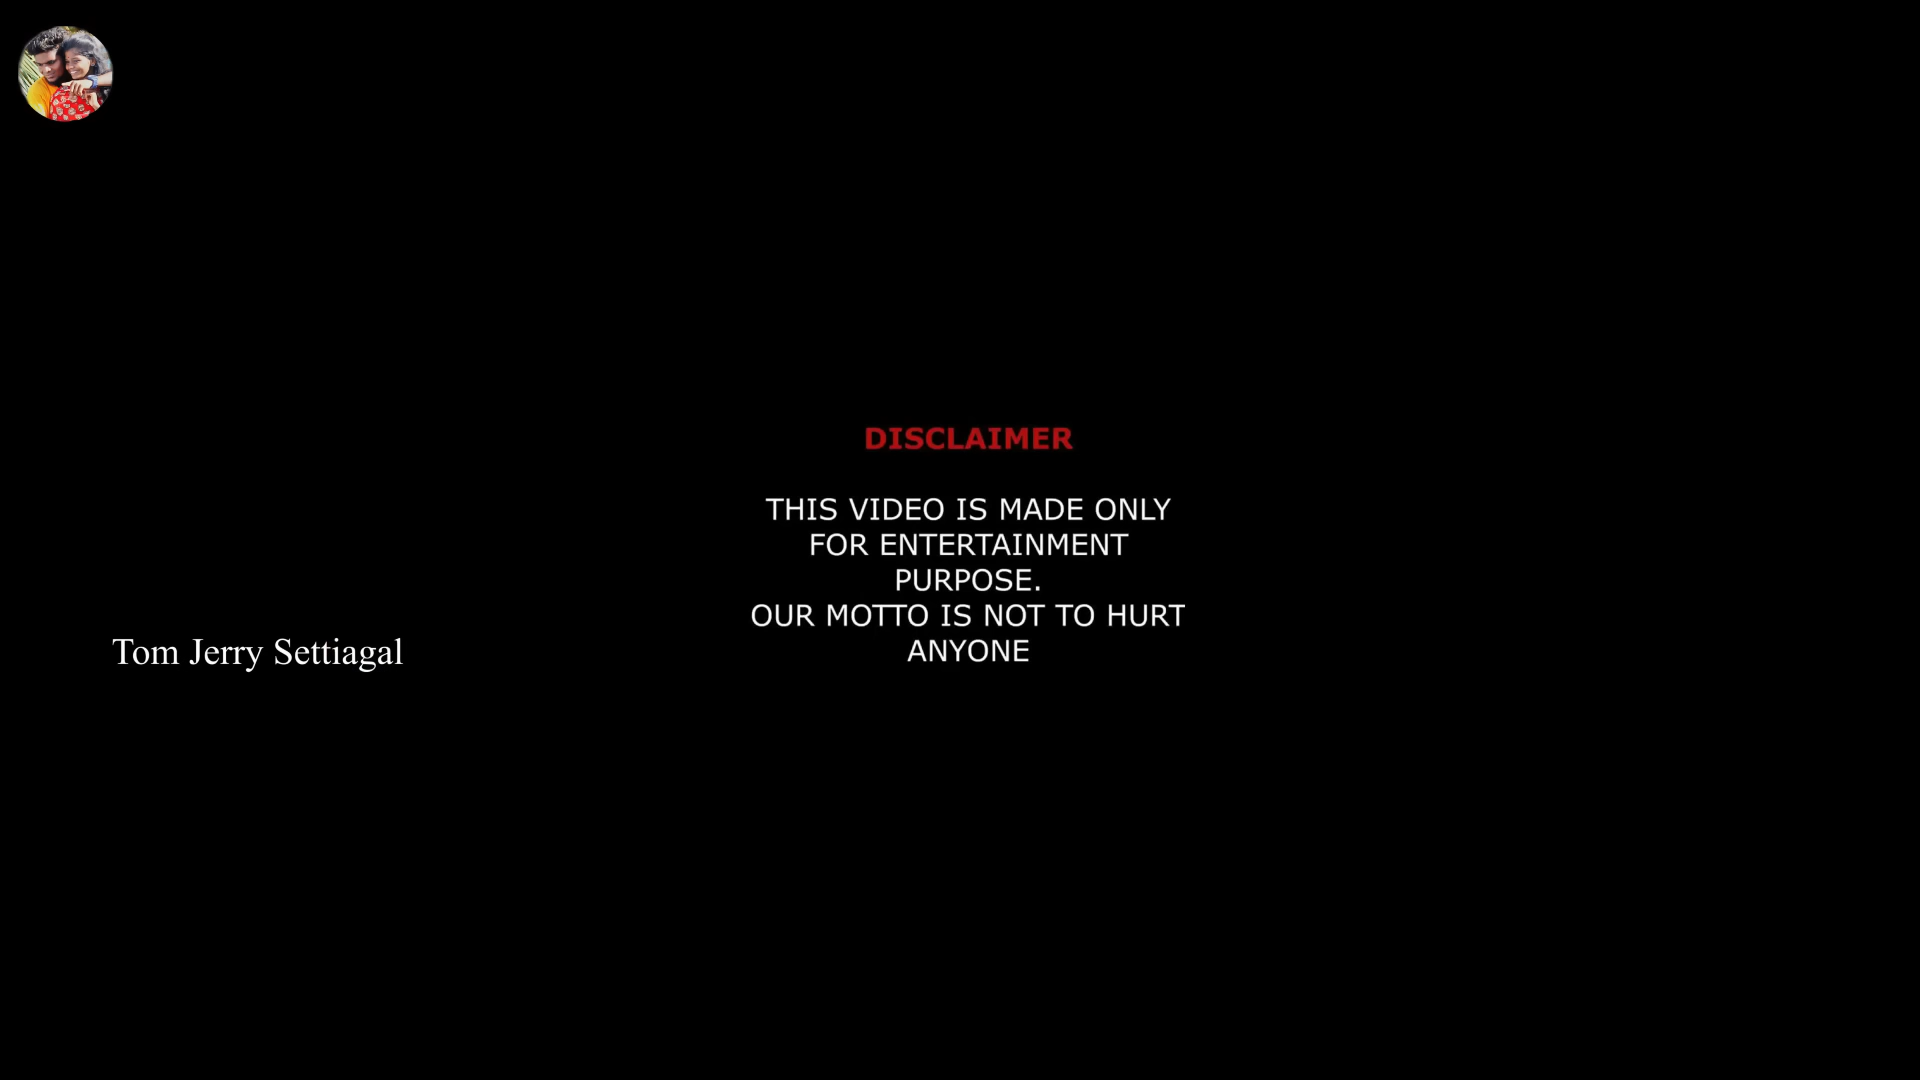 DISCLAIMER
THIS VIDEO IS MADE ONLY
FOR ENTERTAINMENT
PURPOSE.
OUR MOTTO IS NOT TO HURT
ANYONE
Tom Jerry Settiagal